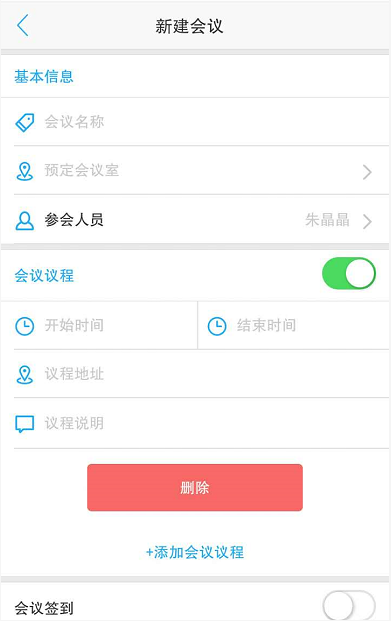 新建会议
基本信息
会议名称
预定会议室
参会人员 朱晶晶
会议议程
开始时间 结束时间
议程地址
议程说明
删除
+添加会议议程
会议签到